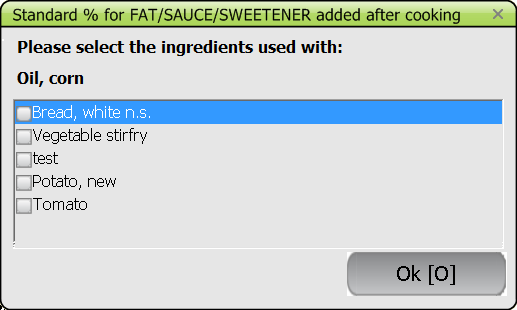 Standard % for FAT/SAUCE/SWEETENER added after cooking
Please select the ingredients used with:
Oil, corn
Bread, white n.s.
Vegetable stirfry
test
Potato, new
Tomato
Ok [O]